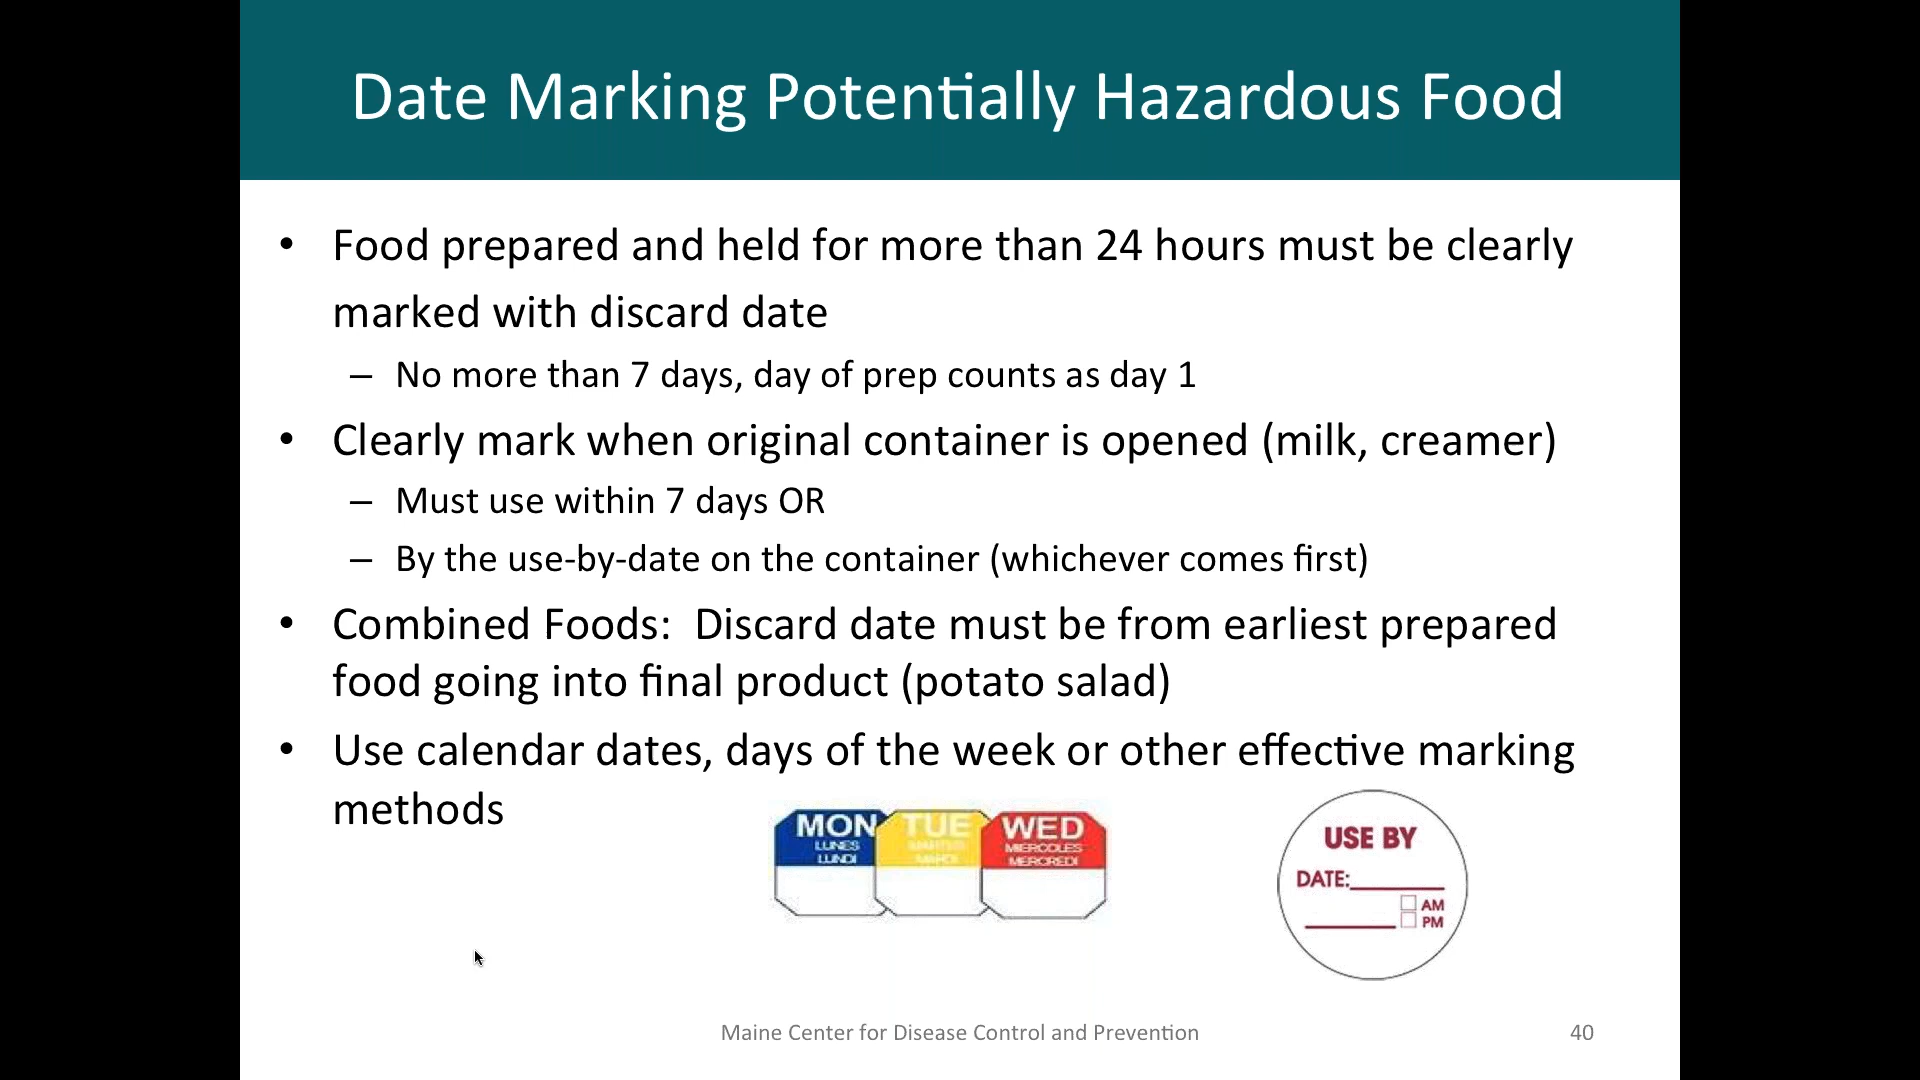 Date Marking Potentially Hazardous Food
• Food prepared and held for more than 24 hours must be clearly
marked with discard date
– No more than 7 days, day of prep counts as day 1
• Clearly mark when original container is opened (milk, creamer)
– Must use within 7 days OR
– By the use-by-date on the container (whichever comes first)
• Combined Foods:  Discard date must be from earliest prepared
food going into final product (potato salad)
• Use calendar dates, days of the week or other effective marking
methods
MON
LUNES
LUNDI
TUE
WED
MIERCOLES
MERCREDI
USE BY
DATE:
AM
PM
Maine Center for Disease Control and Prevention
40